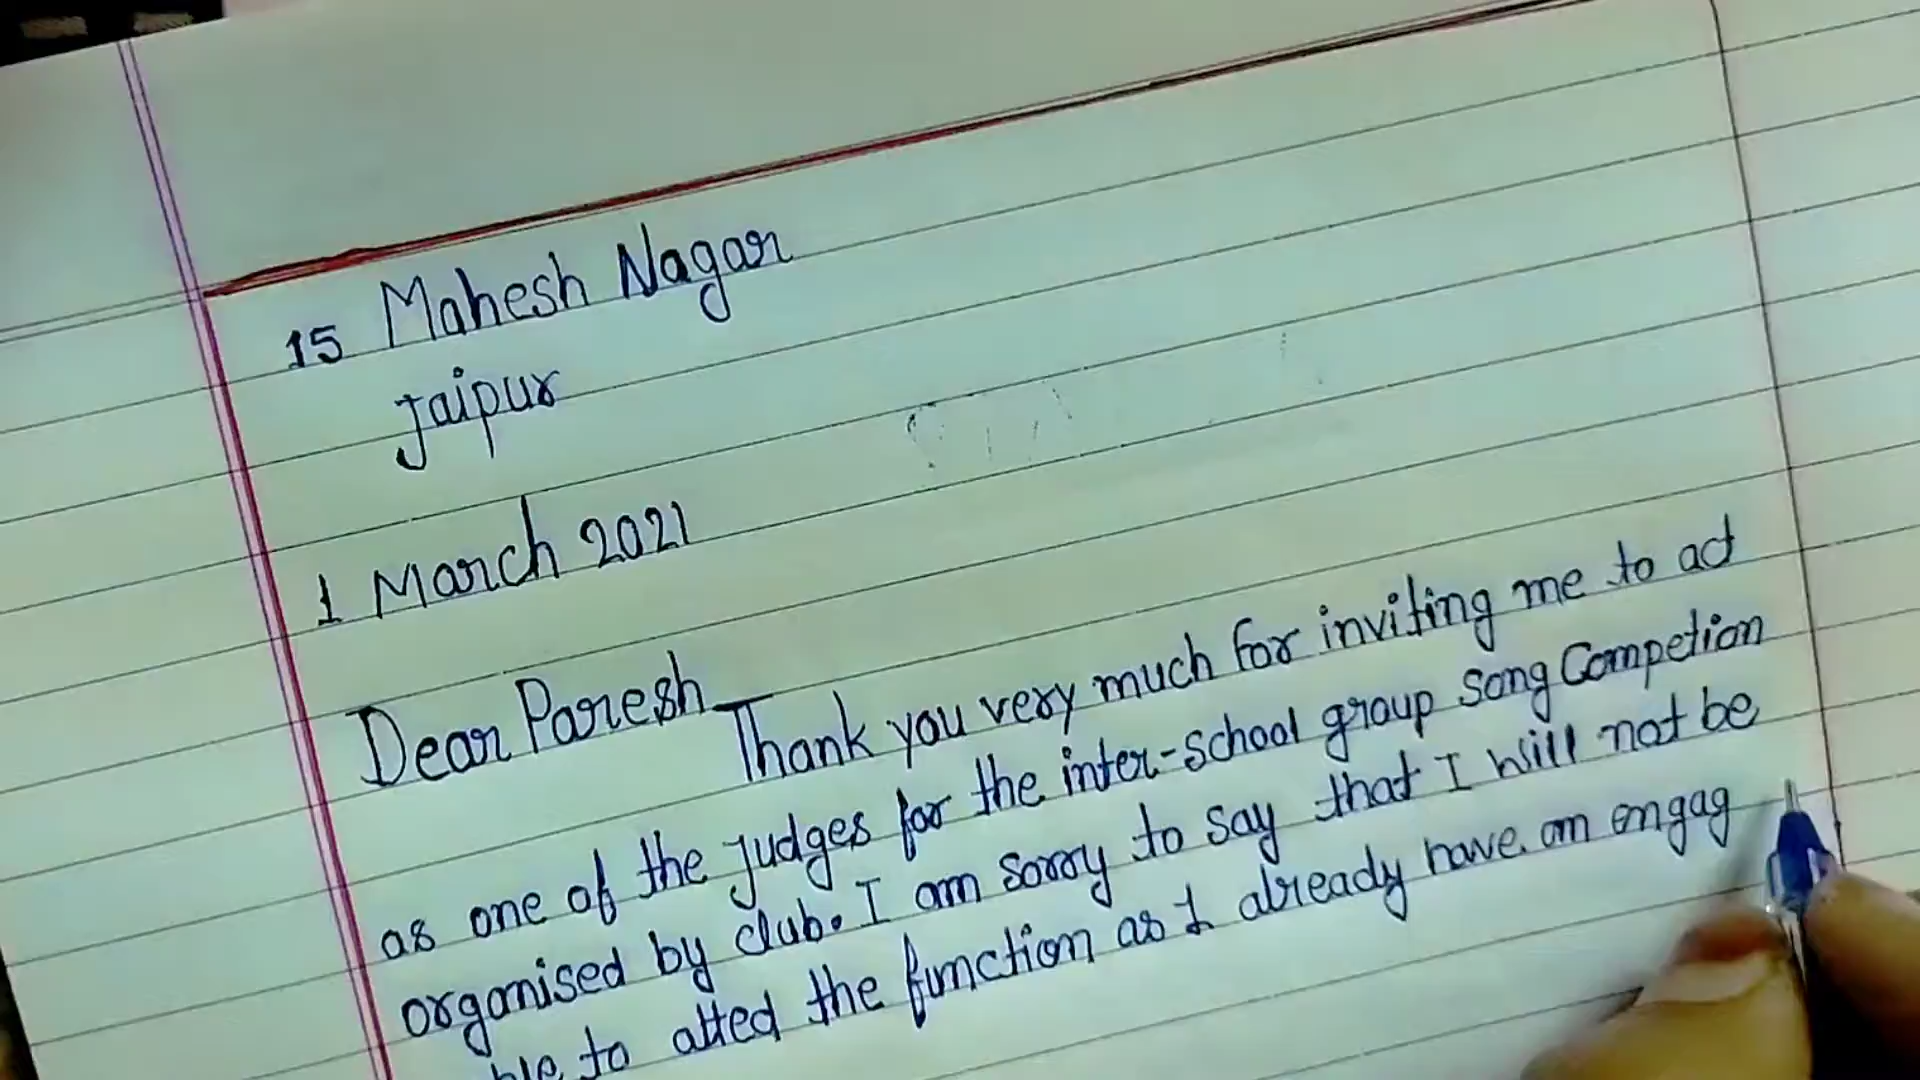 15 Mahesh Nagar
Jaipur
1 March 2021
Dear Paresh
Thank you very much for inviting me to act
as one of the judges for the inter-school group song Competion
organised by club. I am sorry to say that I will not be
ble to atted the function as I already have an engag